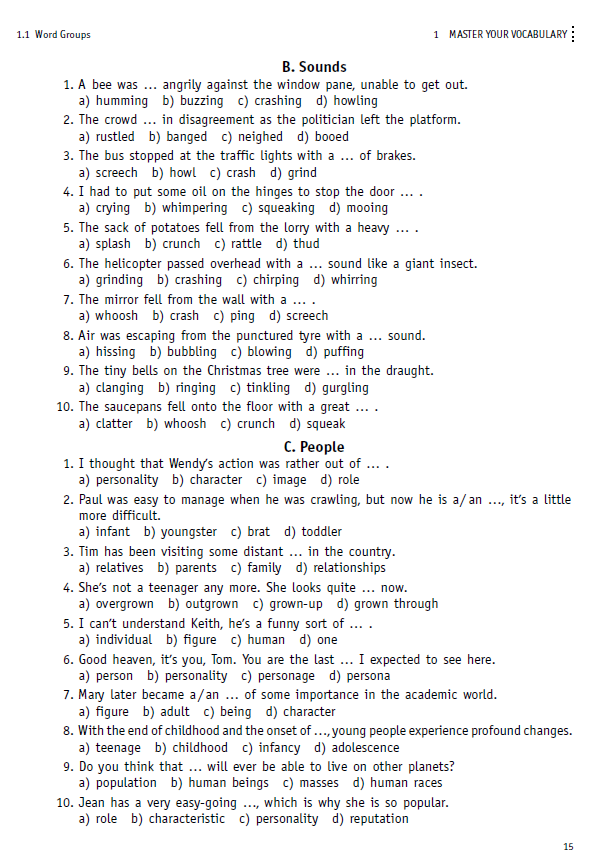 1.1 Word Groups 1 MASTER YOUR VOCABULARY
B. Sounds
1. A bee was ... angrily against the window pane, unable to get out.
a) humming b) buzzing c) crashing d) howling
2. The crowd ... in disagreement as the politician left the platform.
a) rustled b) banged c) neighed d) booed
3. The bus stopped at the traffic lights with a ... of brakes.
a) screech b) howl c) crash d) grind
4. I had to put some oil on the hinges to stop the door ... .
a) crying b) whimpering c) squeaking d) mooing
5. The sack of potatoes fell from the lorry with a heavy ... .
a) splash b) crunch c) rattle d) thud
6. The helicopter passed overhead with a ... sound like a giant insect.
a) grinding b) crashing c) chirping d) whirring
7. The mirror fell from the wall with a ... .
a) whoosh b) crash c) ping d) screech
8. Air was escaping from the punctured tyre with a ... sound.
a) hissing b) bubbling c) blowing d) puffing
9. The tiny bells on the Christmas tree were ... in the draught.
a) clanging b) ringing c) tinkling d) gurgling
10. The saucepans fell onto the floor with a great ... .
a) clatter b) whoosh c) crunch d) squeak
C. People
1. I thought that Wendy's action was rather out of ... .
a) personality b) character c) image d) role
2. Paul was easy to manage when he was crawling, but now he is a/an ..., it's a little
more difficult.
a) infant b) youngster c) brat d) toddler
3. Tim has been visiting some distant ... in the country.
a) relatives b) parents c) family d) relationships
4. She's not a teenager any more. She looks quite ... now.
a) overgrown b) outgrown c) grown-up d) grown through
5. I can't understand Keith, he's a funny sort of ... .
a) individual b) figure c) human d) one
6. Good heaven, it's you, Tom. You are the last ... I expected to see here.
a) person b) personality c) personage d) persona
7. Mary later became a/an ... of some importance in the academic world.
a) figure b) adult c) being d) character
8. With the end of childhood and the onset of ..., young people experience profound changes.
a) teenage b) childhood c) infancy d) adolescence
9. Do you think that ... will ever be able to live on other planets?
a) population b) human beings c) masses d) human races
10. Jean has a very easy-going ..., which is why she is so popular.
a) role b) characteristic c) personality d) reputation
15